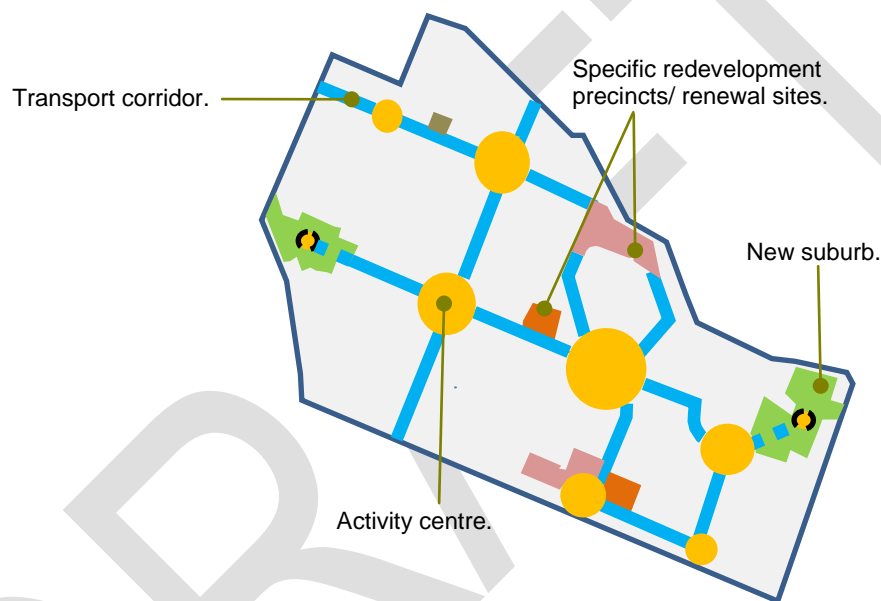 Specific redevelopment
precincts/ renewal sites.
Transport corridor.
New suburb.
Activity centre.